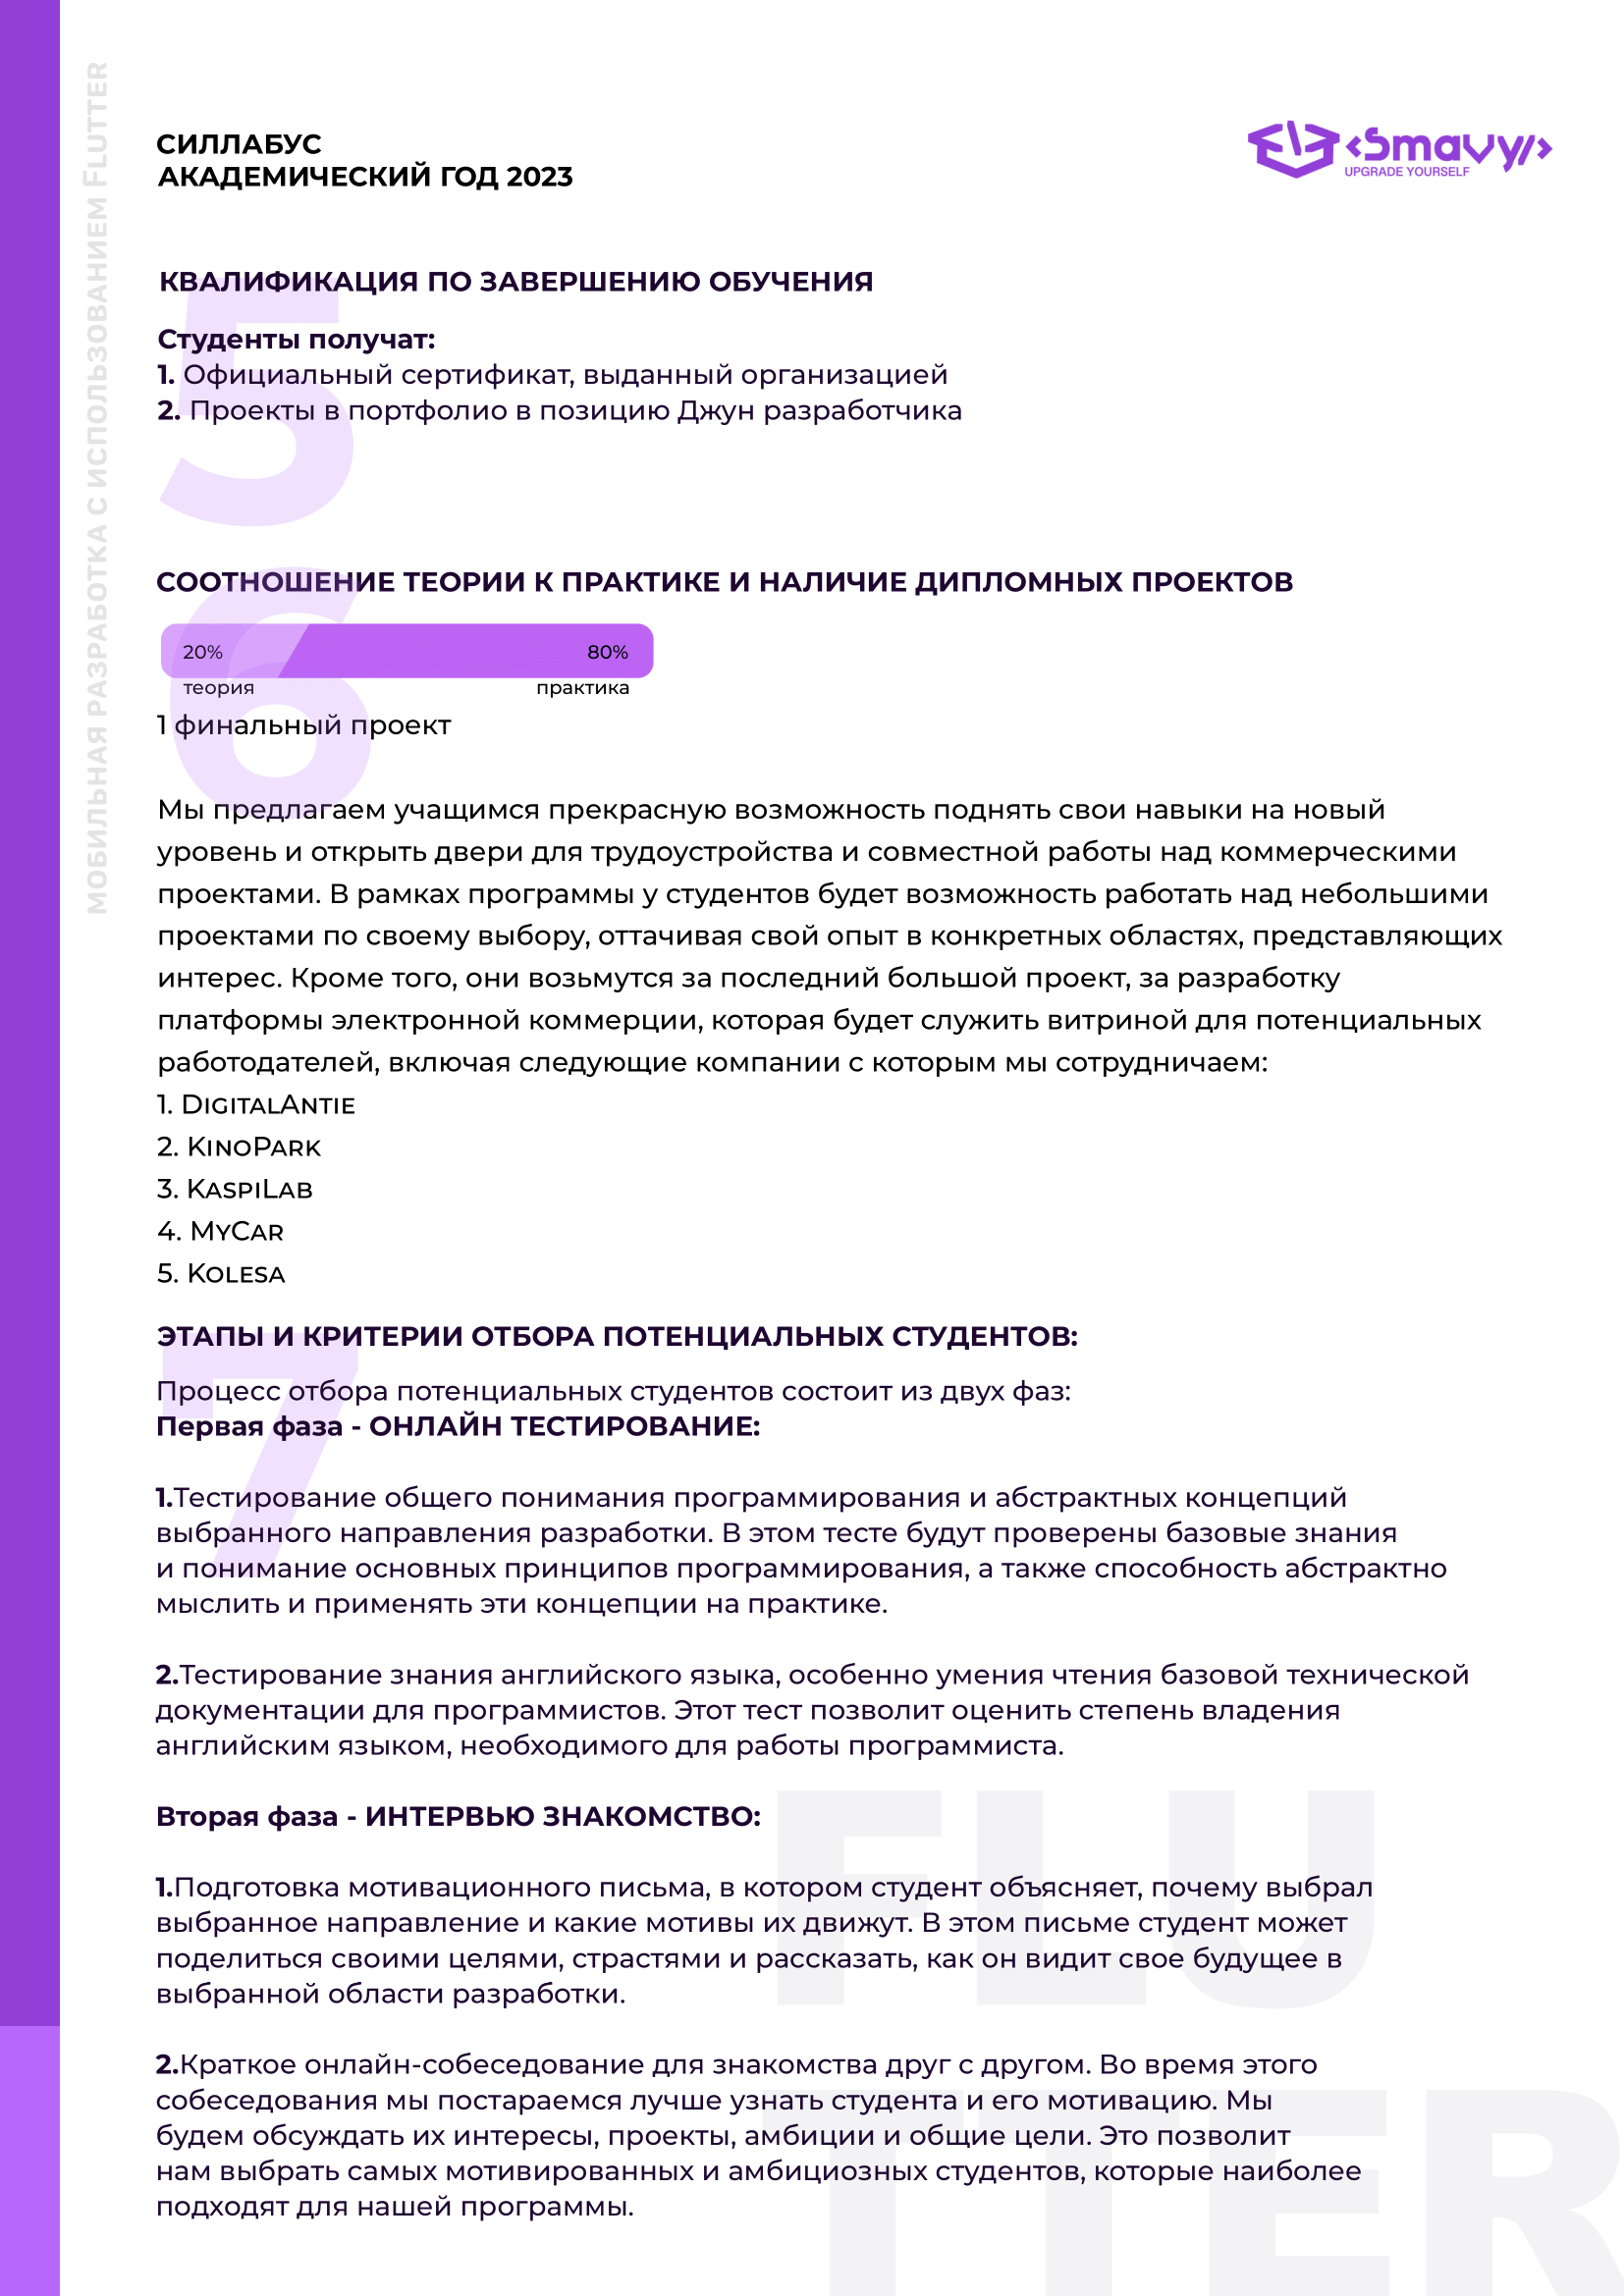 МОБИЛЬНАЯ РАЗРАБОТКА С ИСПОЛЬЗОВАНИЕМ FLUTTER
СИЛЛАБУС
АКАДЕМИЧЕСКИЙ ГОД 2023
<Smavy/>
UPGRADE YOURSELF
5
КВАЛИФИКАЦИЯ ПО ЗАВЕРШЕНИЮ ОБУЧЕНИЯ
Студенты получат:
1. Официальный сертификат, выданный организацией
2. Проекты в портфолио в позицию Джун разработчика
6
СООТНОШЕНИЕ ТЕОРИИ К ПРАКТИКЕ И НАЛИЧИЕ ДИПЛОМНЫХ ПРОЕКТОВ
20% 80%
теория практика
1 финальный проект
Мы предлагаем учащимся прекрасную возможность поднять свои навыки на новый
уровень и открыть двери для трудоустройства и совместной работы над коммерческими
проектами. В рамках программы у студентов будет возможность работать над небольшими
проектами по своему выбору, оттачивая свой опыт в конкретных областях, представляющих
интерес. Кроме того, они возьмутся за последний большой проект, за разработку
платформы электронной коммерции, которая будет служить витриной для потенциальных
работодателей, включая следующие компании с которым мы сотрудничаем:
1. DigitalAntie
2. KinoPark
3. KaspiLab
4. MyCar
5. Kolesa
7
ЭТАПЫ И КРИТЕРИИ ОТБОРА ПОТЕНЦИАЛЬНЫХ СТУДЕНТОВ:
Процесс отбора потенциальных студентов состоит из двух фаз:
Первая фаза - ОНЛАЙН ТЕСТИРОВАНИЕ:
1.Тестирование общего понимания программирования и абстрактных концепций
выбранного направления разработки. В этом тесте будут проверены базовые знания
и понимание основных принципов программирования, а также способность абстрактно
мыслить и применять эти концепции на практике.
2.Тестирование знания английского языка, особенно умения чтения базовой технической
документации для программистов. Этот тест позволит оценить степень владения
английским языком, необходимого для работы программиста.
Вторая фаза - ИНТЕРВЬЮ ЗНАКОМСТВО:
1.Подготовка мотивационного письма, в котором студент объясняет, почему выбрал
выбранное направление и какие мотивы их движут. В этом письме студент может
поделиться своими целями, страстями и рассказать, как он видит свое будущее в
выбранной области разработки.
2.Краткое онлайн-собеседование для знакомства друг с другом. Во время этого
собеседования мы постараемся лучше узнать студента и его мотивацию. Мы
будем обсуждать их интересы, проекты, амбиции и общие цели. Это позволит
нам выбрать самых мотивированных и амбициозных студентов, которые наиболее
подходят для нашей программы.
FLU
TTER